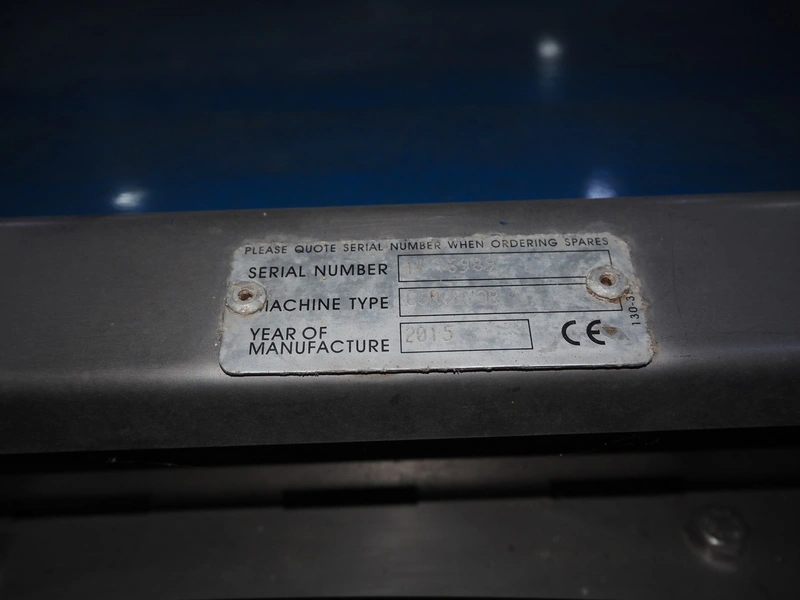 PLEASE QUOTE SERIAL NUMBER WHEN ORDERING SPARES
SERIAL NUMBER
MACHINE TYPE
YEAR OF
MANUFACTURE
2015
CE